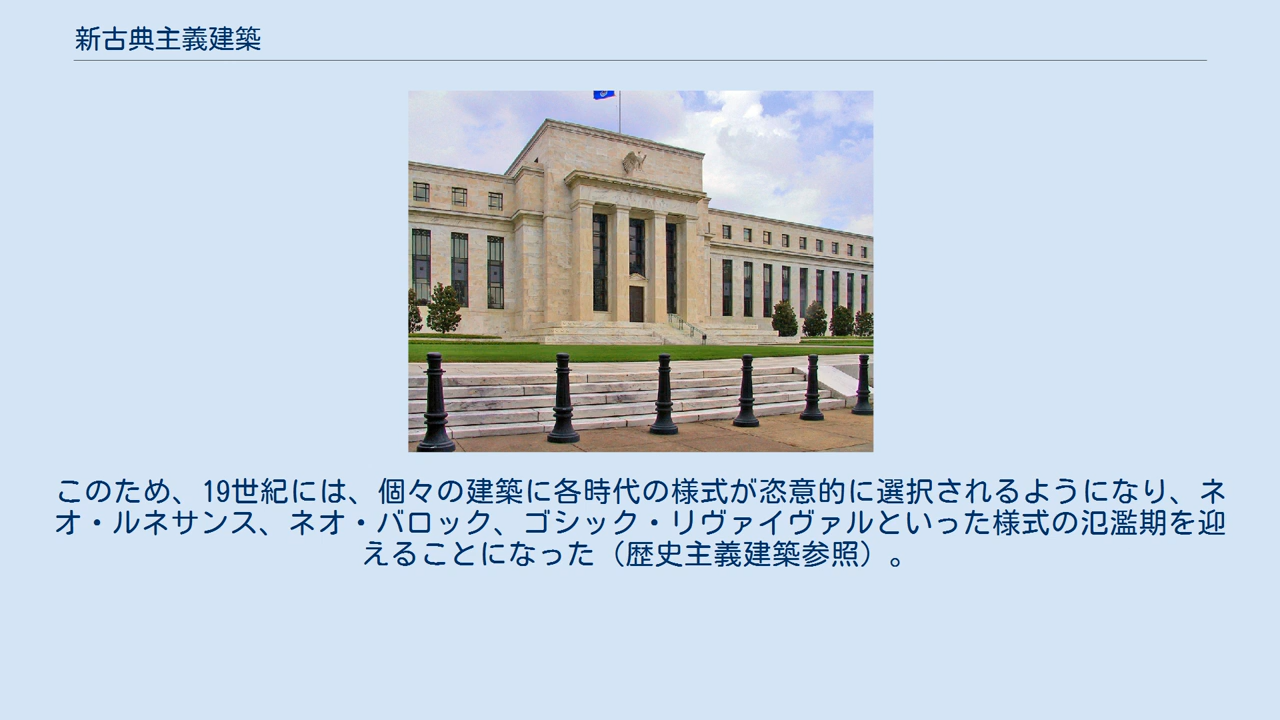 新古典主義建築
このため、19世紀には、個々の建築に各時代の様式が恣意的に選択されるようになり、ネ
オ・ルネサンス、ネオ・バロック、ゴシック・リヴァイヴァルといった様式の氾濫期を迎
えることになった（歴史主義建築参照）。